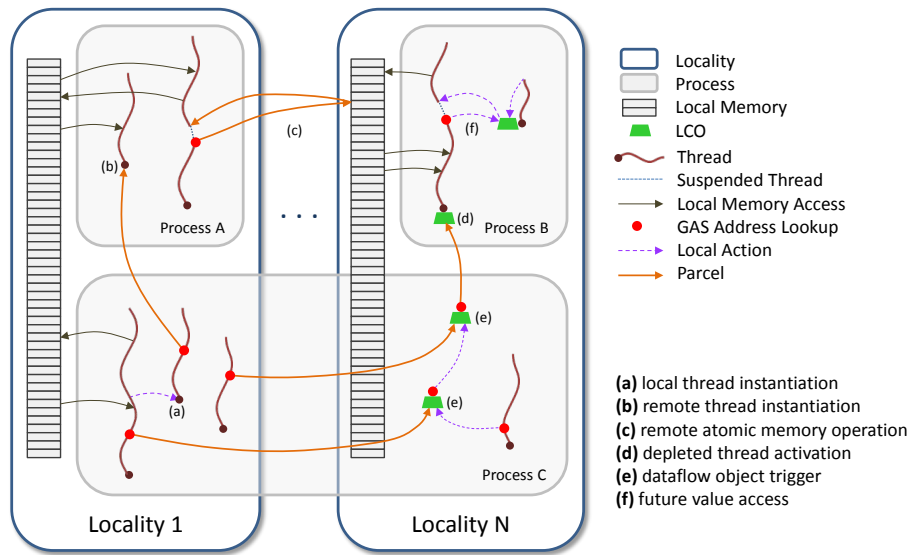 (b)
(c)
Process A
. . .
(f)
(d)
Process B
(a)
(e)
(e)
Process C
Locality 1
Locality N
Locality
Process
Local Memory
LCO
Thread
Suspended Thread
Local Memory Access
GAS Address Lookup
Local Action
Parcel
(a) local thread instantiation
(b) remote thread instantiation
(c) remote atomic memory operation
(d) depleted thread activation
(e) dataflow object trigger
(f) future value access